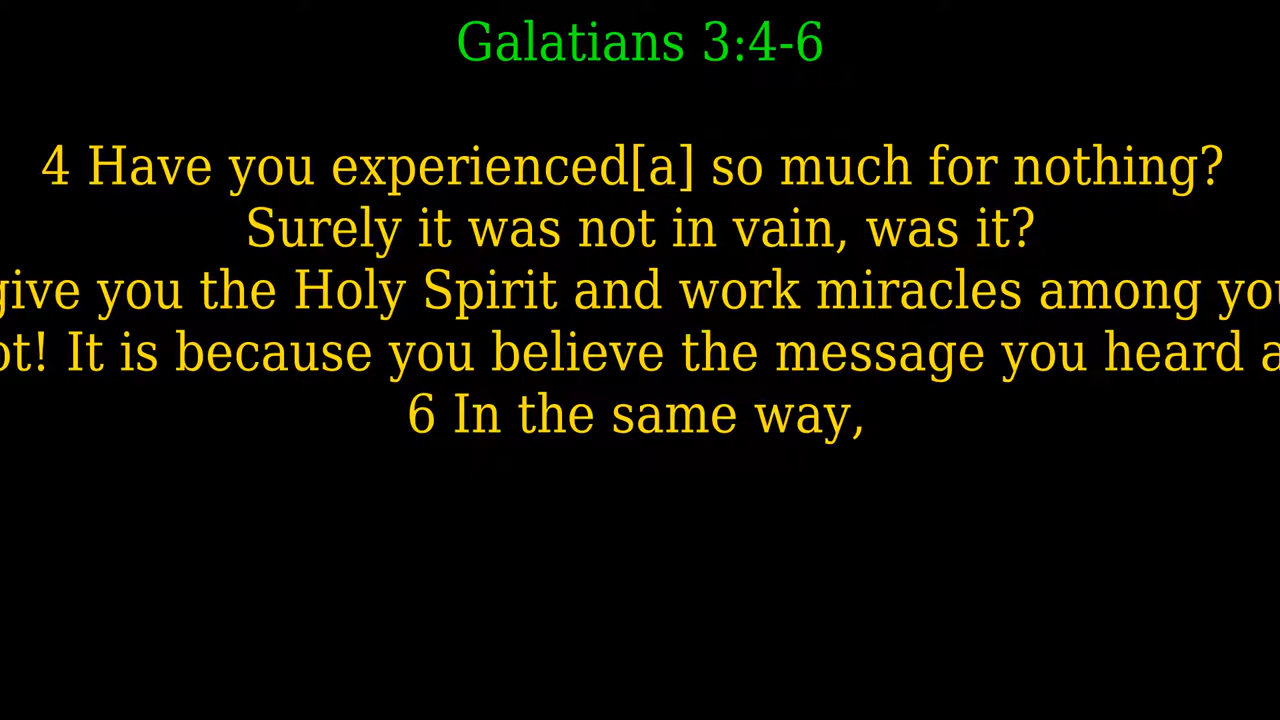 Galatians 3:4-6
4 Have you experienced[a] so much for nothing?
Surely it was not in vain, was it?
give you the Holy Spirit and work miracles among
It is because you believe the message you heard
6 In the same way,